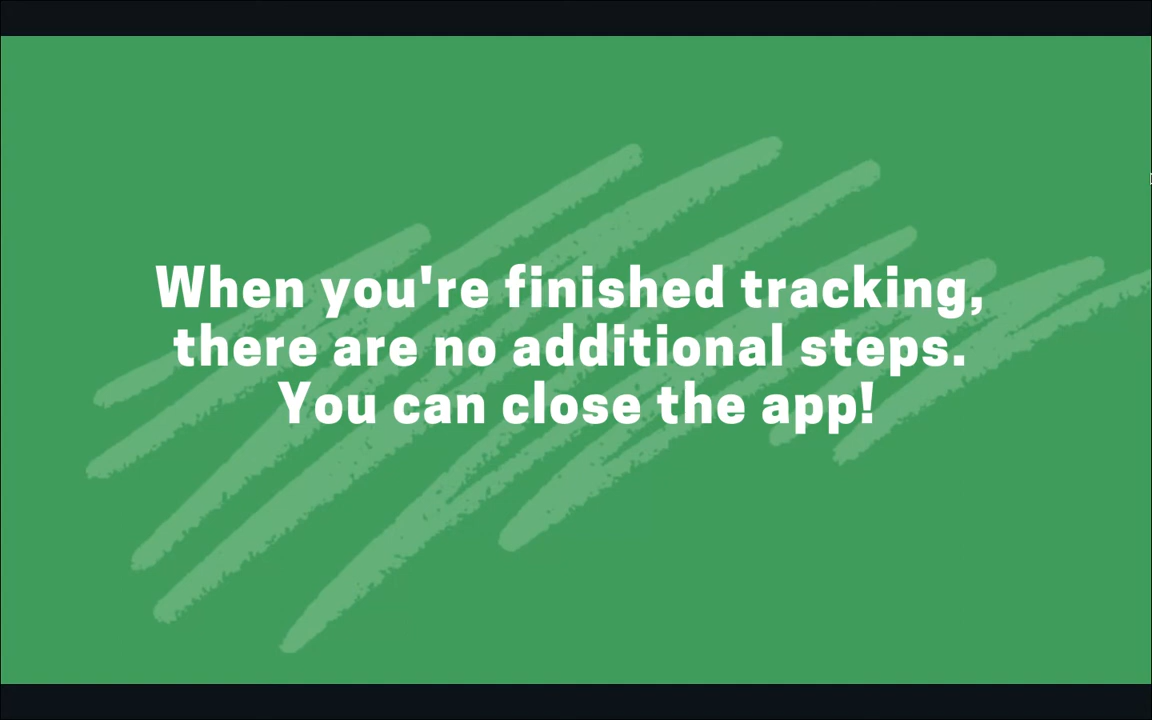 When you're finished tracking,
there are no additional steps.
You can close the app!